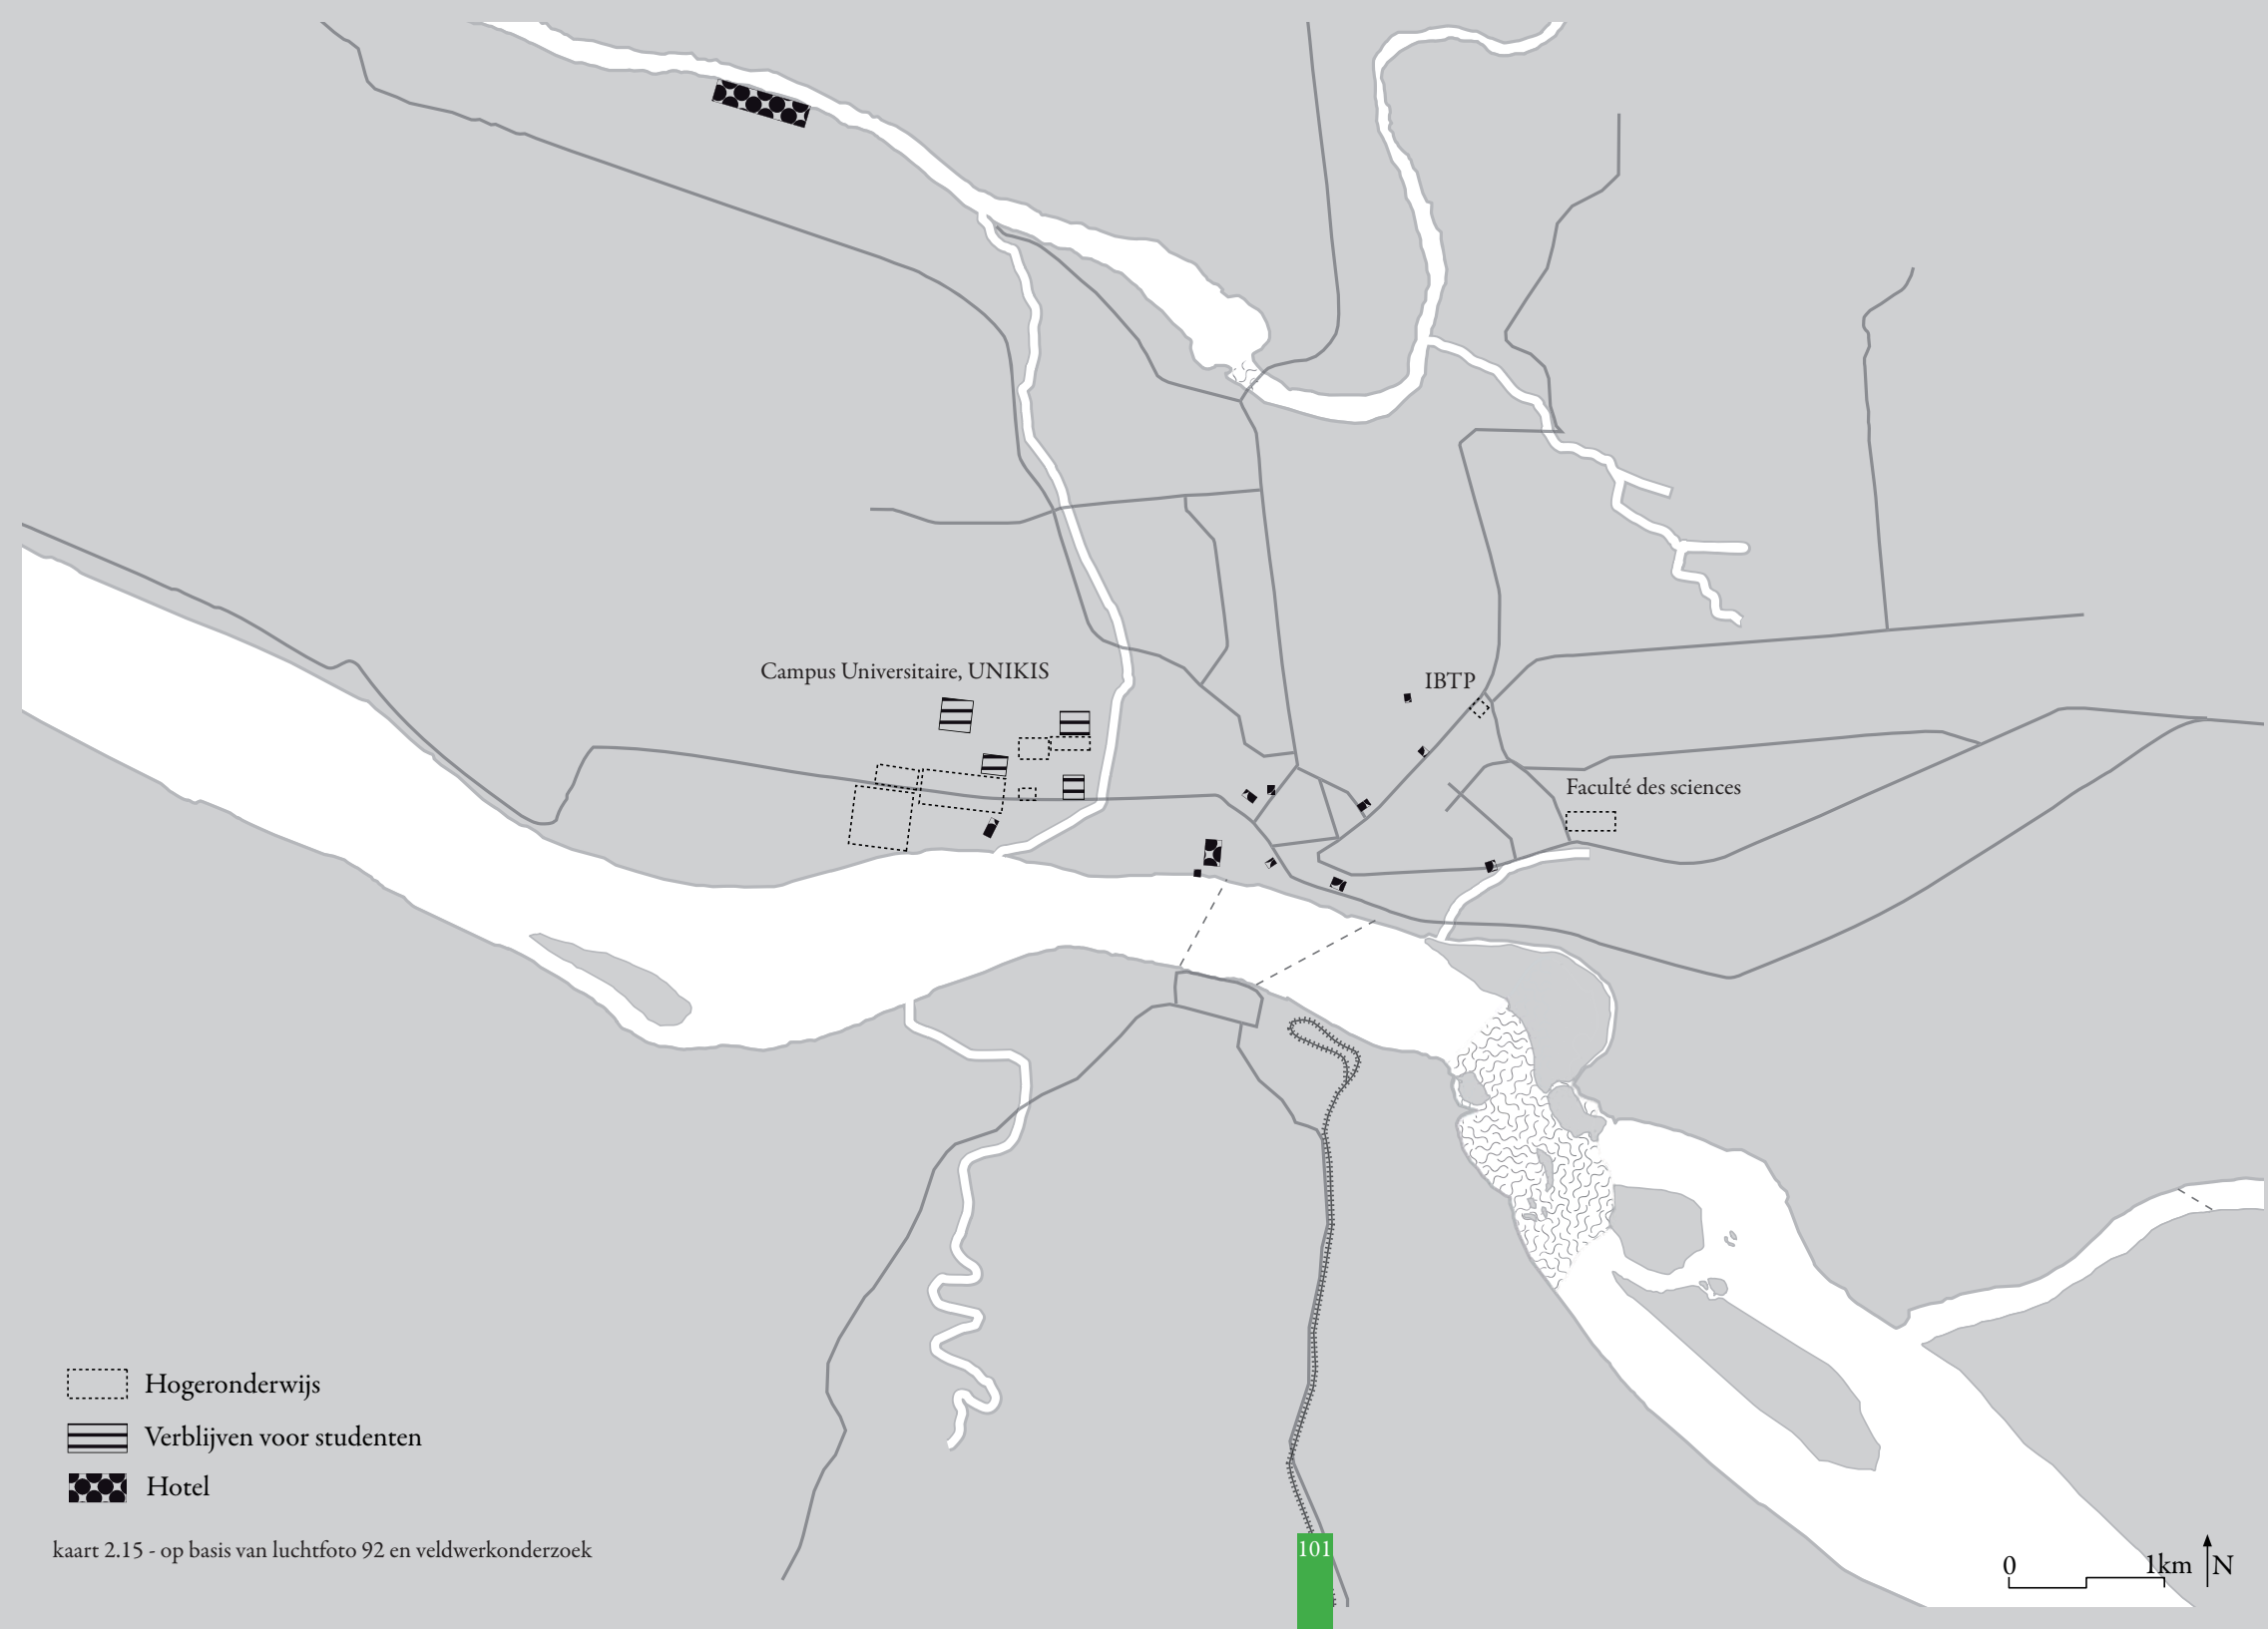 Campus Universitaire, UNIKIS
IBTP
Faculté des sciences
Hogeronderwijs
Verblijven voor studenten
Hotel
kaart 2.15 - op basis van luchtfoto 92 en veldwerkonderzoek
101
0 1km N